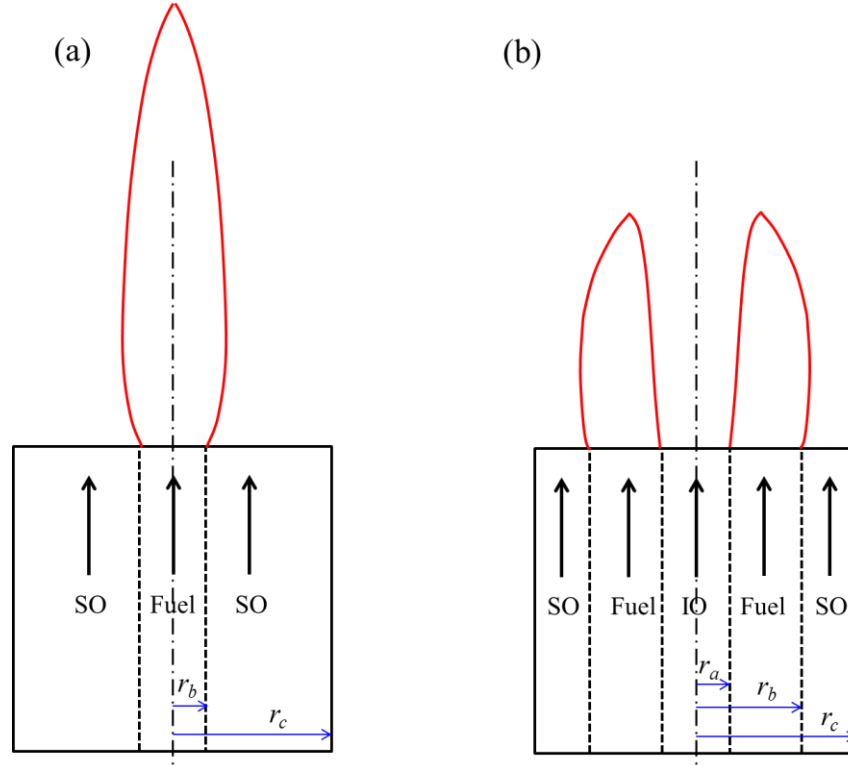 (a)
(b)
SO Fuel SO
SO Fuel IO Fuel SO
r_b
r_c
r_a
r_b
r_c